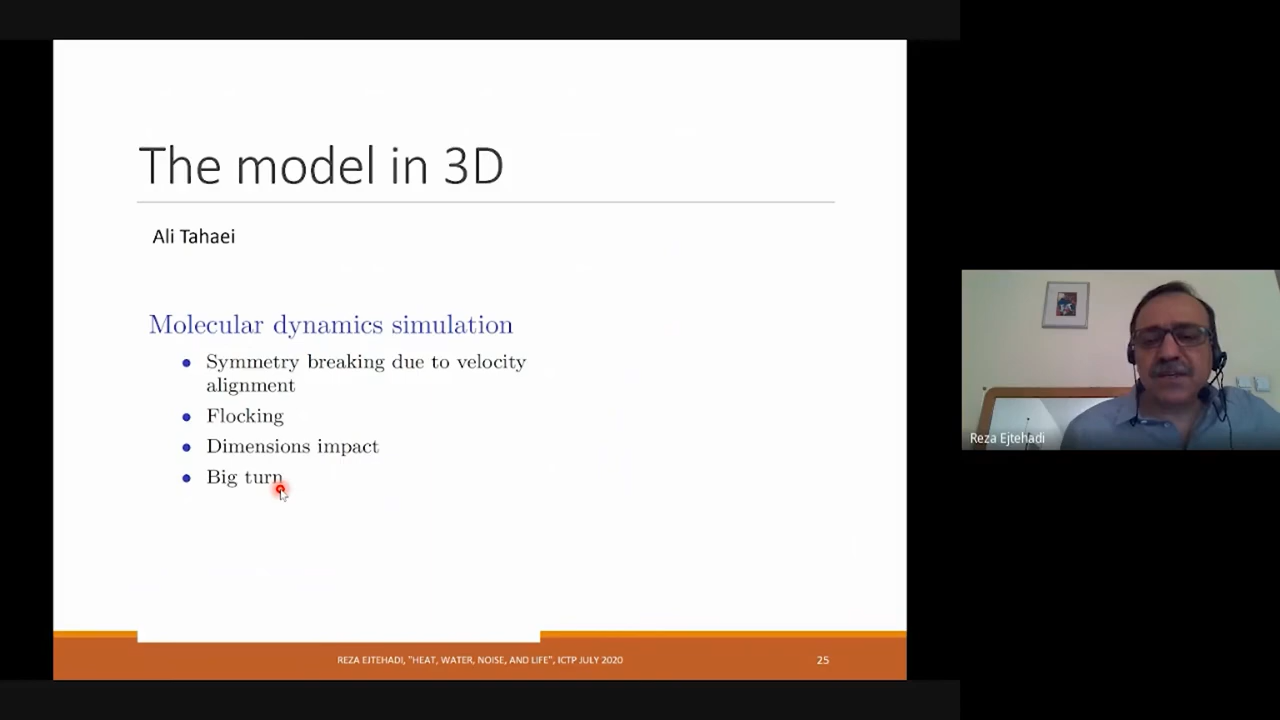 The model in 3D
Ali Tahaei
Molecular dynamics simulation
Symmetry breaking due to velocity
alignment
Flocking
Dimensions impact
Big turn
REZA EJTEHADI, "HEAT, WATER, NOISE, AND LIFE", ICTP JULY 2020
25
Reza Ejtehadi